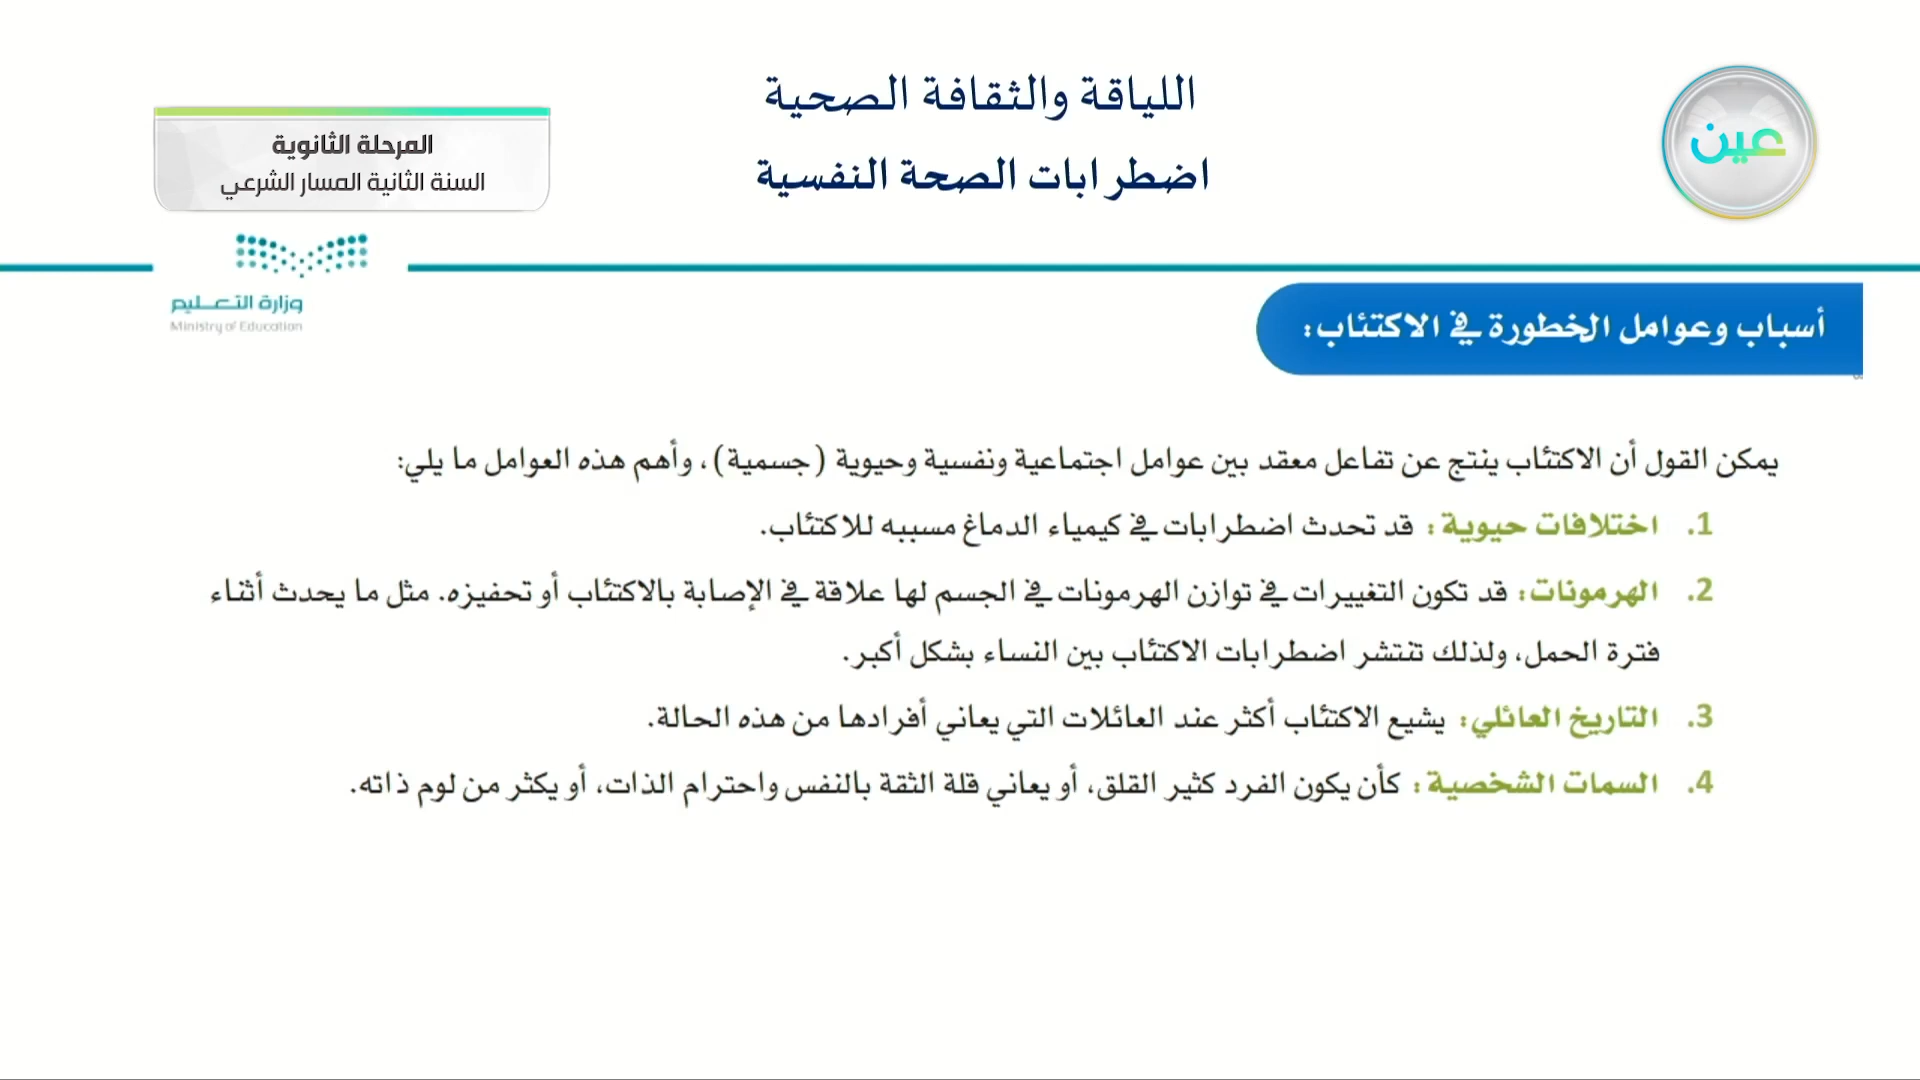 اللياقة والثقافة الصحية
اضطرابات الصحة النفسية
عين
المرحلة الثانوية
السنة الثانية المسار الشرعي
وزارة التعليم
Ministry of Education
أسباب وعوامل الخطورة في الاكتئاب:
يمكن القول أن الاكتئاب ينتج عن تفاعل معقد بين عوامل اجتماعية ونفسية وحيوية (جسمية)، وأهم هذه العوامل ما يلي:
1. اختلافات حيوية: قد تحدث اضطرابات في كيمياء الدماغ مسببه للاكتئاب.
2. الهرمونات: قد تكون التغييرات في توازن الهرمونات في الجسم لها علاقة في الإصابة بالاكتئاب أو تحفيزه. مثل ما يحدث أثناء
فترة الحمل، ولذلك تنتشر اضطرابات الاكتئاب بين النساء بشكل أكبر.
3. التاريخ العائلي: يشيع الاكتئاب أكثر عند العائلات التي يعاني أفرادها من هذه الحالة.
4. السمات الشخصية: كأن يكون الفرد كثير القلق، أو يعاني قلة الثقة بالنفس واحترام الذات، أو يكثر من لوم ذاته.